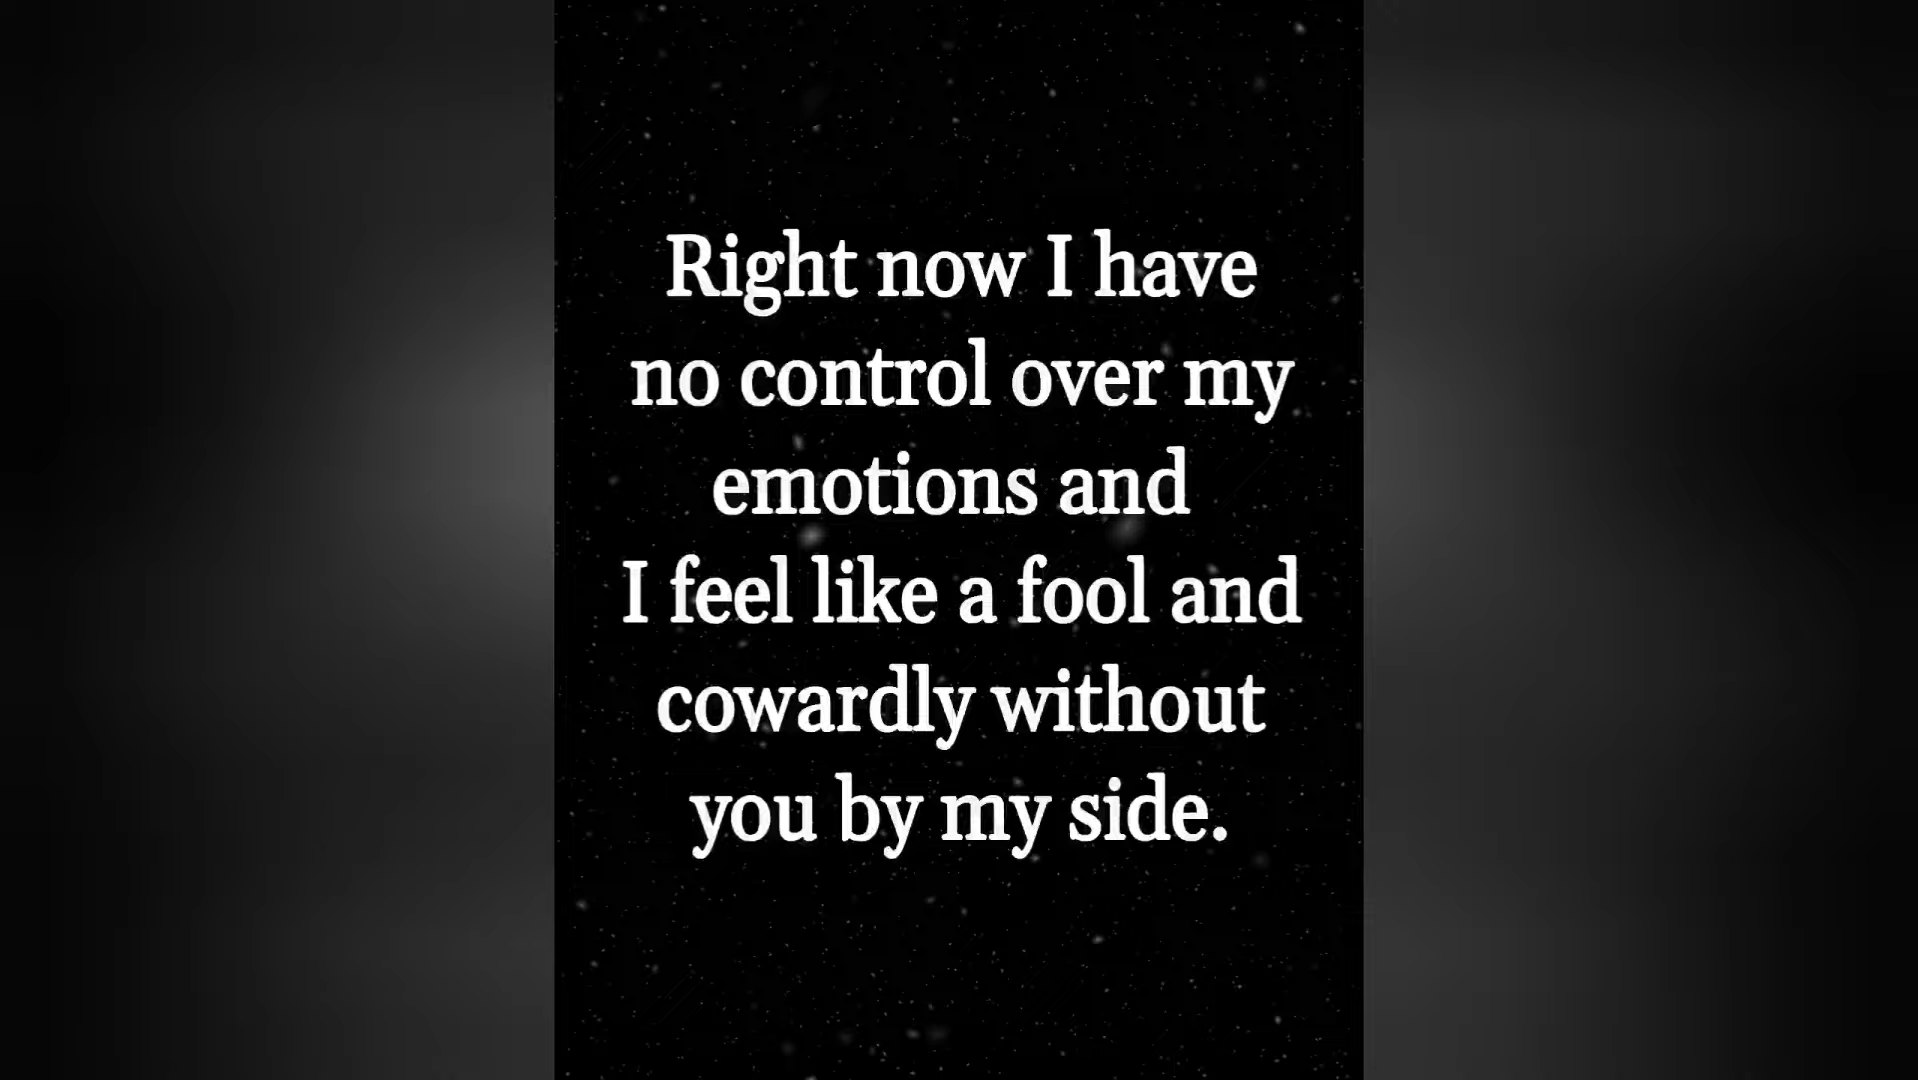 Right now I have
no control over my
emotions and
I feel like a fool and
cowardly without
you by my side.